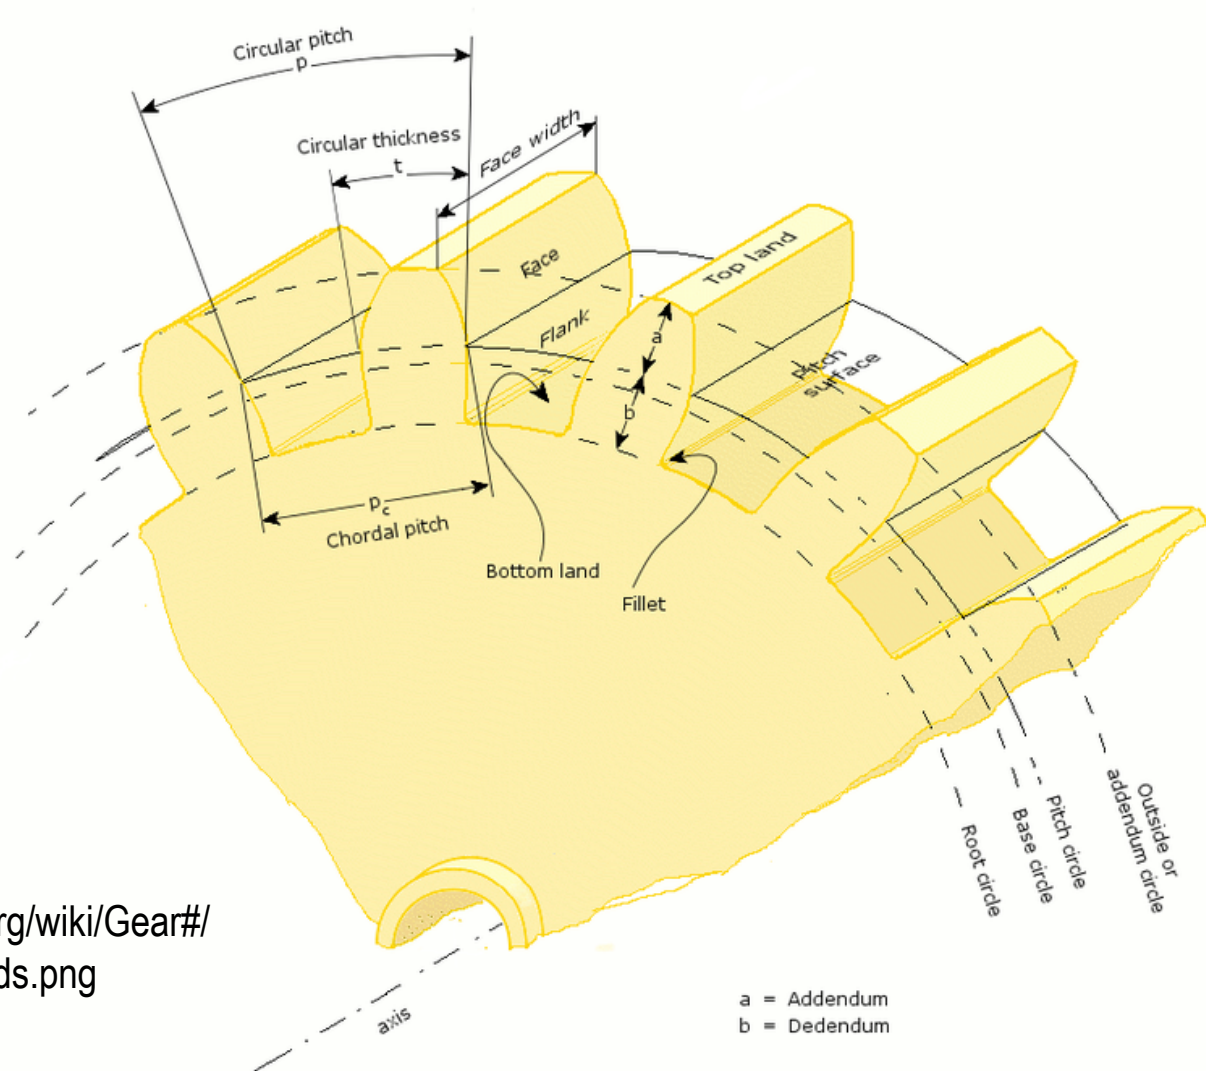 Circular pitch
p
Circular thickness
t
Face width
Face
Flank
Top land
a
b
pitch
surface
pc
Chordal pitch
Bottom land
Fillet
Outside or
addendum circle
Pitch circle
Base circle
Root circle
rg/wiki/Gear#/
ds.png
axis
a = Addendum
b = Dedendum